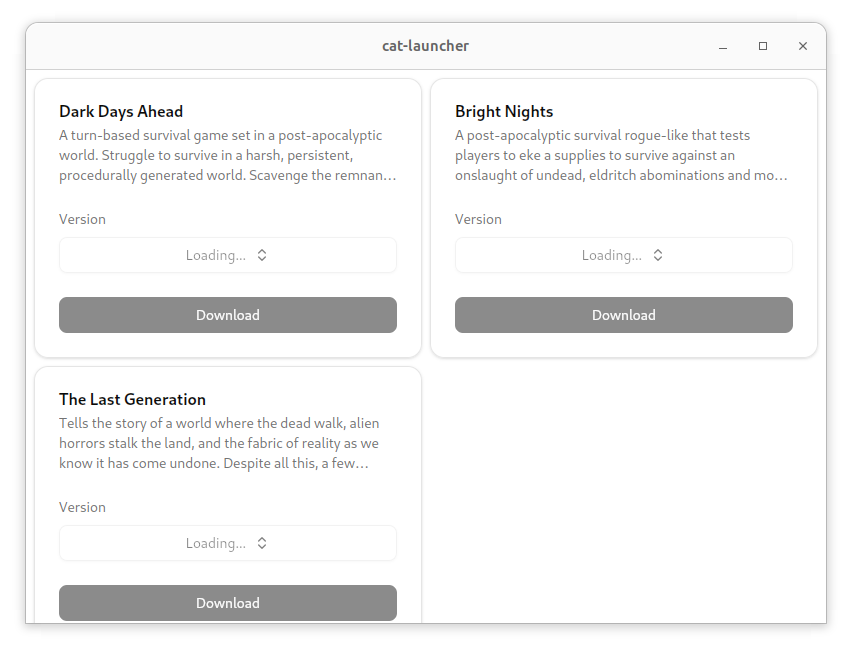 cat-launcher
Dark Days Ahead
A turn-based survival game set in a post-apocalyptic
world. Struggle to survive in a harsh, persistent,
procedurally generated world. Scavenge the remnan...
Version
Loading...
Download
Bright Nights
A post-apocalyptic survival rogue-like that tests
players to eke a supplies to survive against an
onslaught of undead, eldritch abominations and mo...
Version
Loading...
Download
The Last Generation
Tells the story of a world where the dead walk, alien
horrors stalk the land, and the fabric of reality as we
know it has come undone. Despite all this, a few...
Version
Loading...
Download